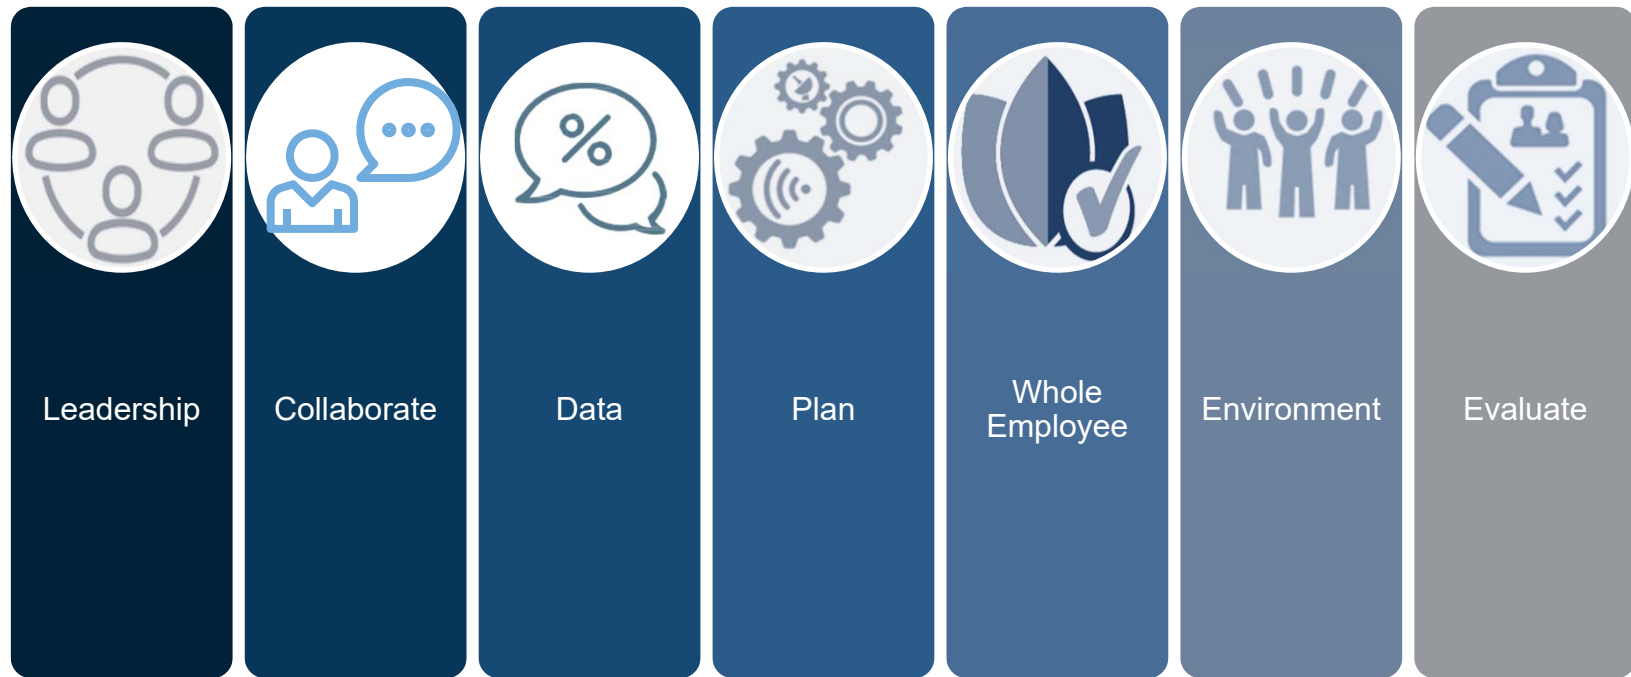 Leadership
Collaborate
Data
%
Plan
Whole
Employee
Environment
Evaluate